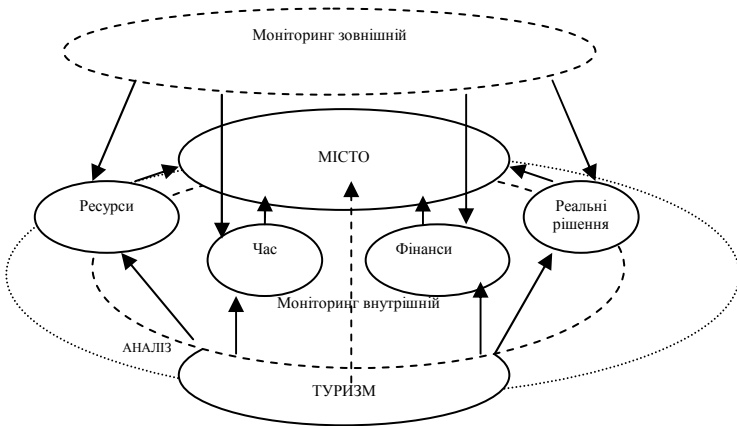 Моніторинг зовнішній
МІСТО
Ресурси
Реальні
рішення
Час
Фінанси
Моніторинг внутрішній
АНАЛІЗ
ТУРИЗМ